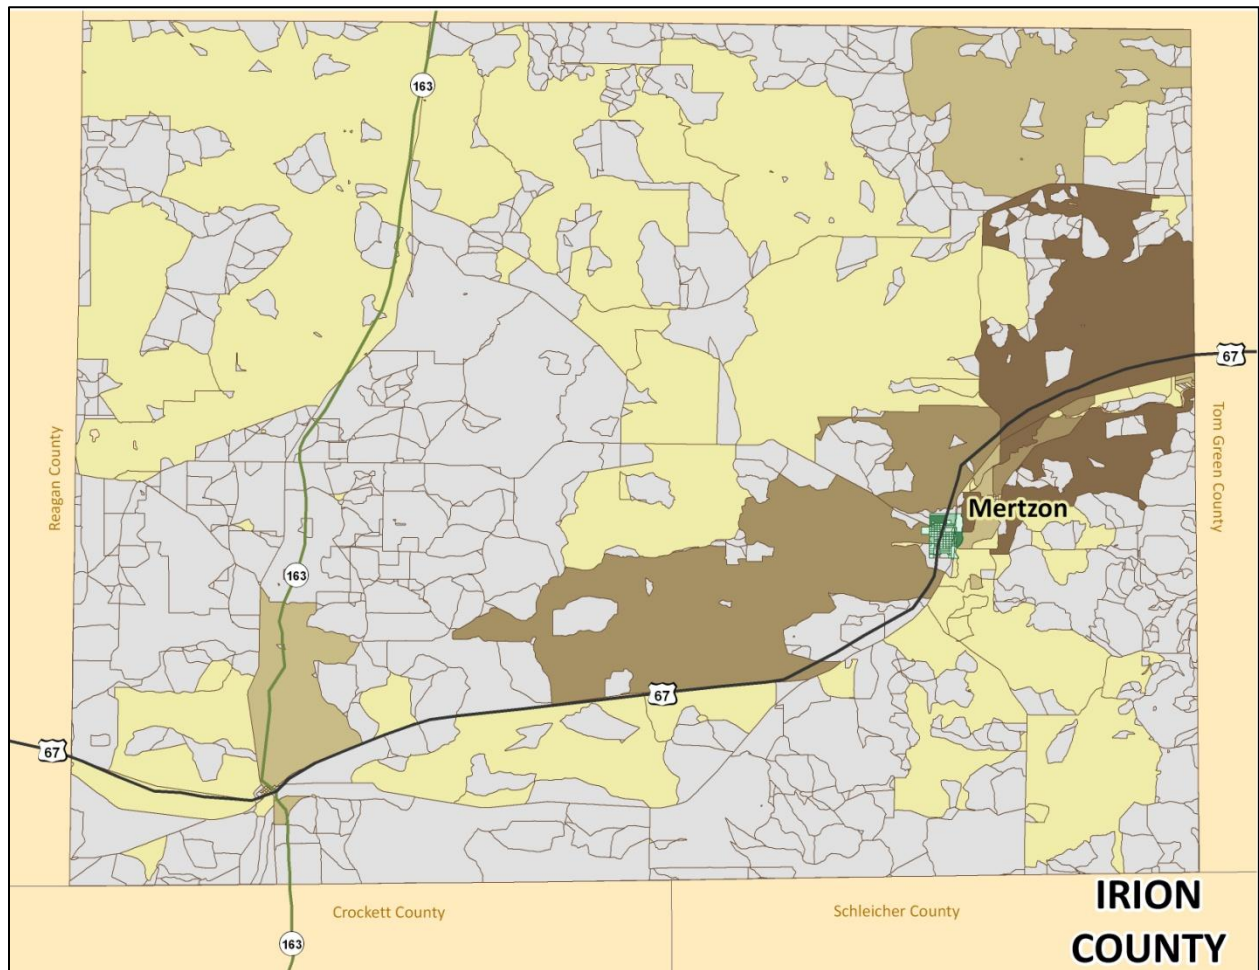 163
67
Reagan County
Tom Green County
163
Mertzon
67
67
Crockett County
Schleicher County
163
IRION
COUNTY